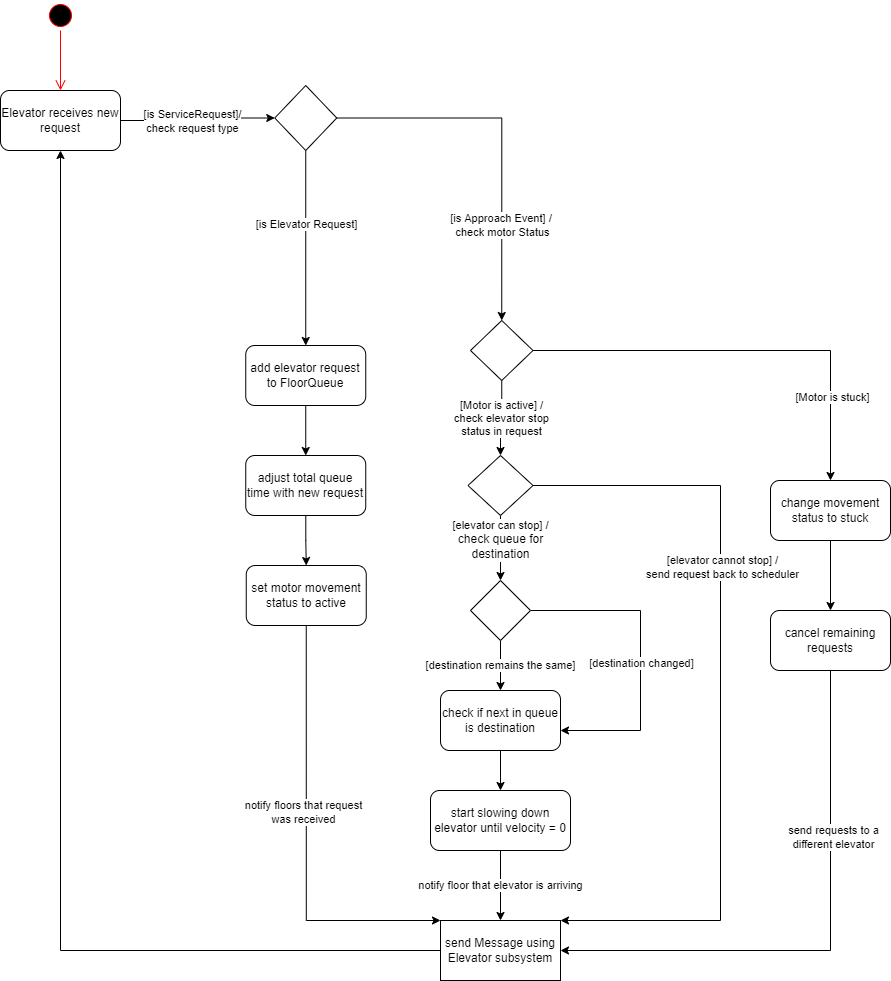 Elevator receives new
request
[is ServiceRequest]/
check request type
[is Elevator Request]
[is Approach Event] /
check motor Status
add elevator request
to FloorQueue
adjust total queue
time with new request
set motor movement
status to active
notify floors that request
was received
[Motor is active] /
check elevator stop
status in request
[Motor is stuck]
[elevator can stop] /
check queue for
destination
[elevator cannot stop] /
send request back to scheduler
change movement
status to stuck
cancel remaining
requests
[destination remains the same]
[destination changed]
check if next in queue
is destination
start slowing down
elevator until velocity = 0
send requests to a
different elevator
notify floor that elevator is arriving
send Message using
Elevator subsystem